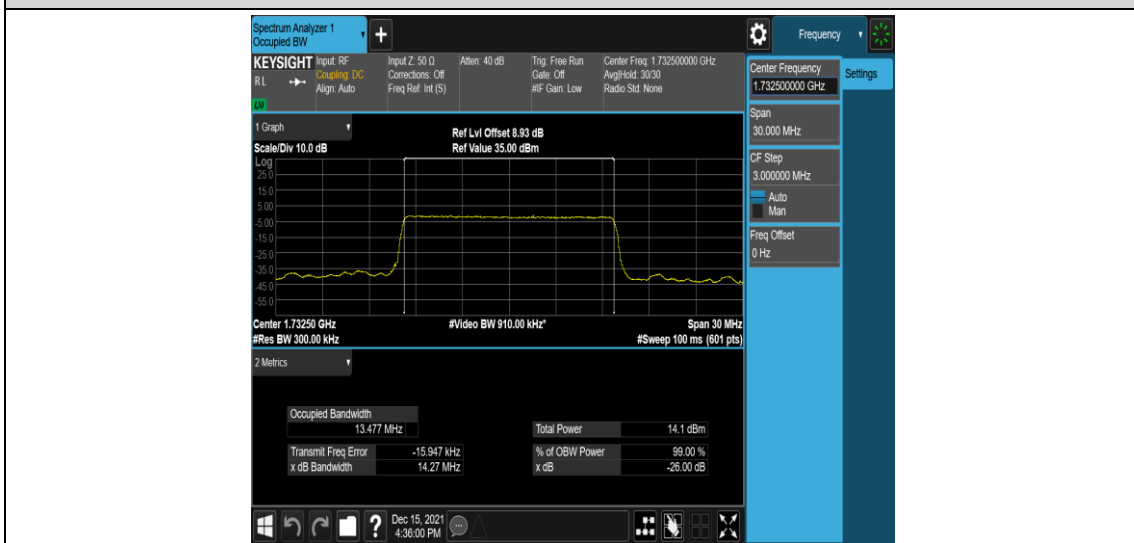 Spectrum Analyzer 1
Occupied BW
+
Frequency
KEYSIGHT Input: RF Input Z: 50 Ω Atten: 40 dB Trig: Free Run Center Freq: 1.732500000 GHz
RL Coupling: DC Corrections: Off Gate: Off Avg|Hold: 30/30
Align: Auto Freq Ref: Int (S) #IF Gain: Low Radio Std: None
LXI
Center Frequency
1.732500000 GHz
Settings
Span
30.000 MHz
CF Step
3.000000 MHz
Auto
Man
Freq Offset
0 Hz
1 Graph
Ref Lvl Offset 8.93 dB
Scale/Div 10.0 dB Ref Value 35.00 dBm
Log
25.0
15.0
5.00
-5.00
-15.0
-25.0
-35.0
-45.0
-55.0
Center 1.73250 GHz #Video BW 910.00 kHz* Span 30 MHz
#Res BW 300.00 kHz #Sweep 100 ms (601 pts)
2 Metrics
Occupied Bandwidth
13.477 MHz Total Power 14.1 dBm
Transmit Freq Error -15.947 kHz % of OBW Power 99.00 %
x dB Bandwidth 14.27 MHz x dB -26.00 dB
?
Dec 15, 2021
4:36:00 PM